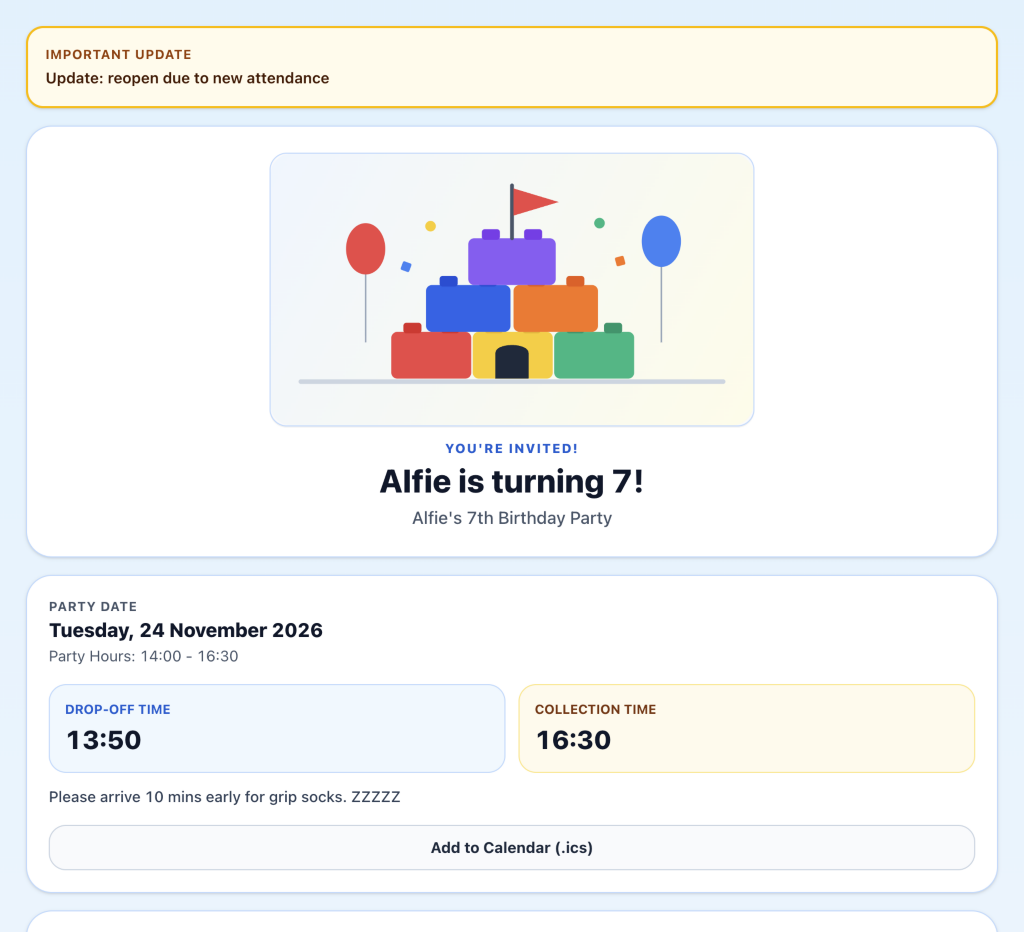 IMPORTANT UPDATE
Update: reopen due to new attendance
YOU'RE INVITED!
Alfie is turning 7!
Alfie's 7th Birthday Party
PARTY DATE
Tuesday, 24 November 2026
Party Hours: 14:00 - 16:30
DROP-OFF TIME
13:50
COLLECTION TIME
16:30
Please arrive 10 mins early for grip socks. ZZZZZ
Add to Calendar (.ics)